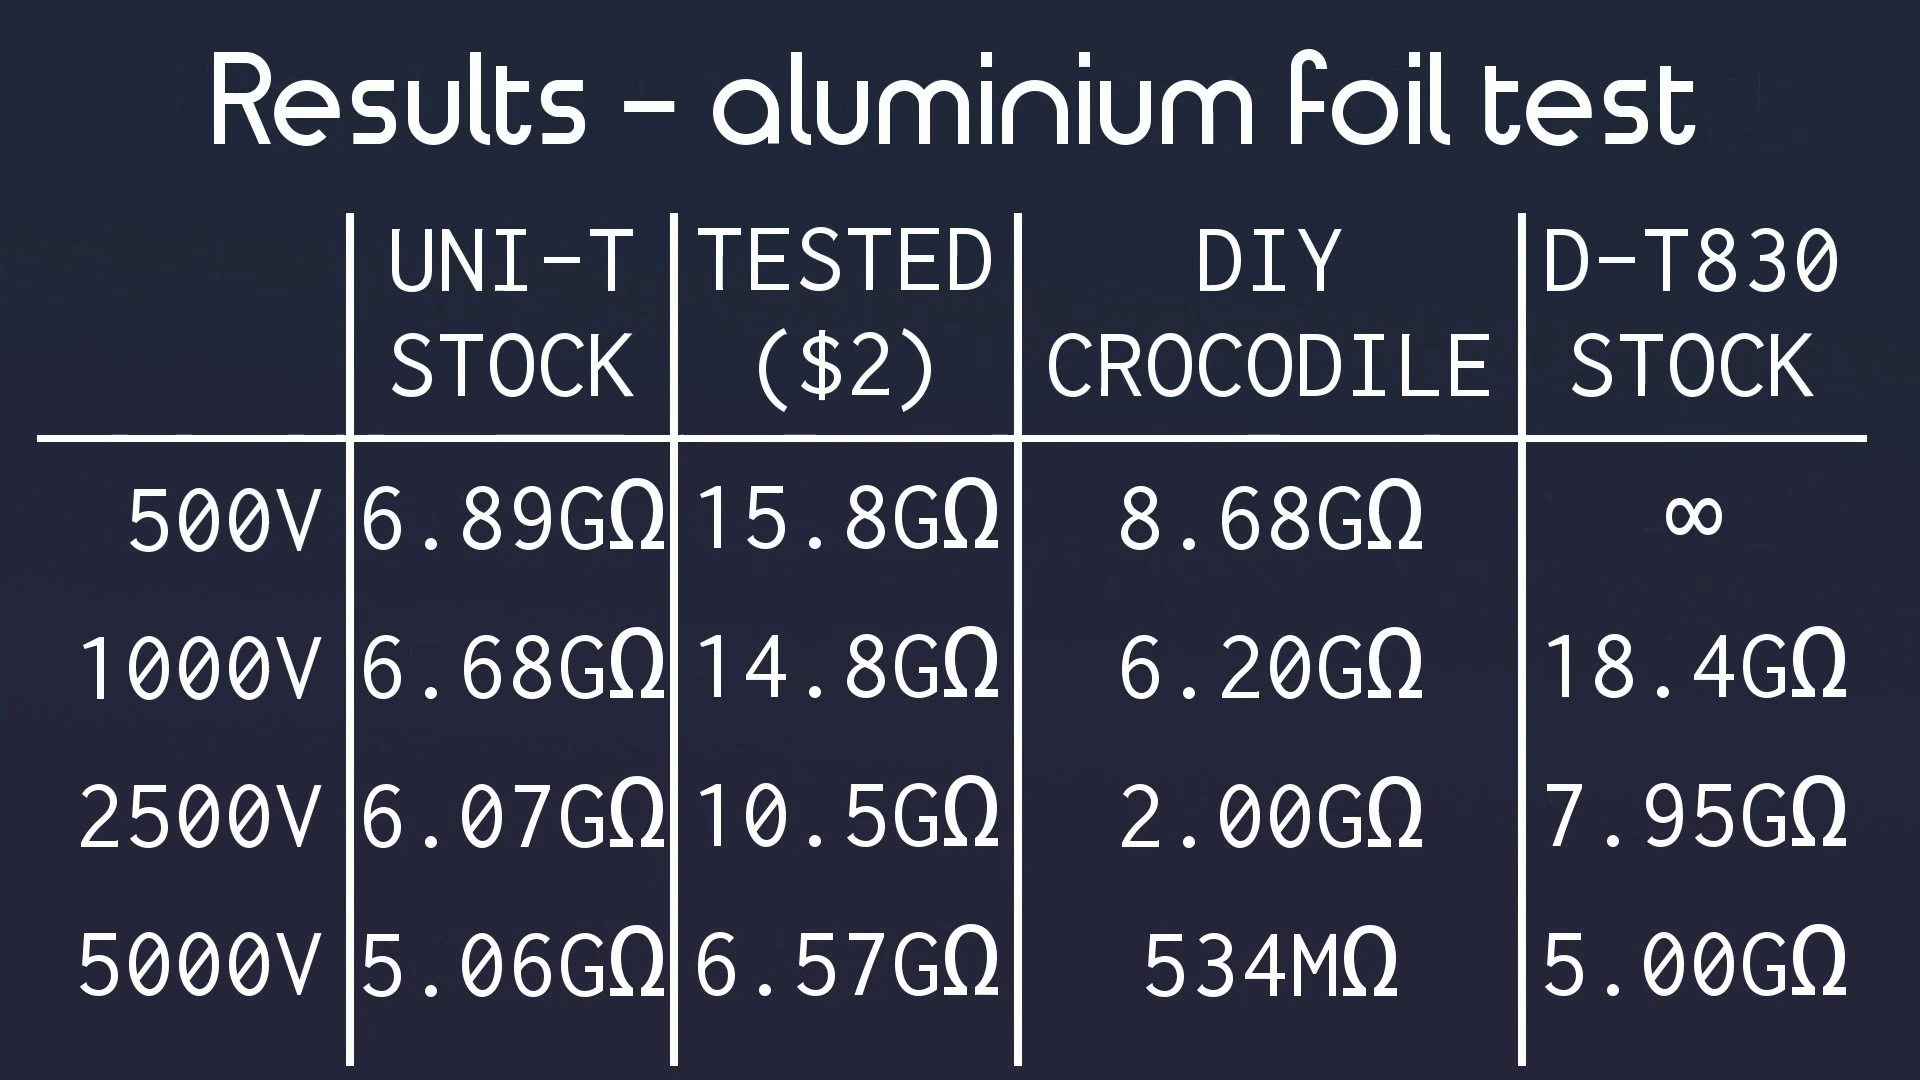 Results - aluminium foil test
UNI-T TESTED DIY D-T830
STOCK ($2) CROCODILE STOCK
500V 6.89GΩ 15.8GΩ 8.68GΩ ∞
1000V 6.68GΩ 14.8GΩ 6.20GΩ 18.4GΩ
2500V 6.07GΩ 10.5GΩ 2.00GΩ 7.95GΩ
5000V 5.06GΩ 6.57GΩ 534MΩ 5.00GΩ